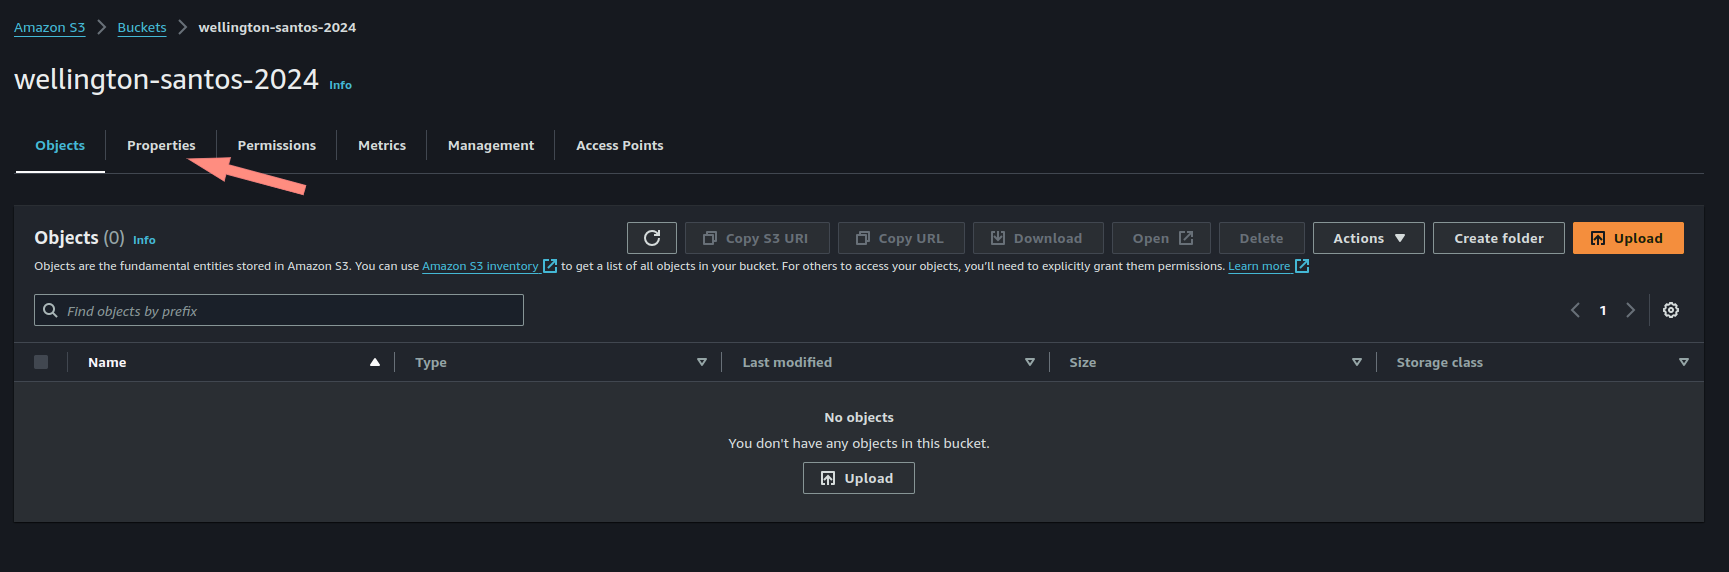 Amazon S3 > Buckets > wellington-santos-2024
wellington-santos-2024 Info
Objects Properties Permissions Metrics Management Access Points
Objects (0) Info Copy S3 URI Copy URL Download Open Delete Actions Create folder Upload
Objects are the fundamental entities stored in Amazon S3. You can use Amazon S3 inventory to get a list of all objects in your bucket. For others to access your objects, you'll need to explicitly grant them permissions. Learn more
Find objects by prefix 1
Name Type Last modified Size Storage class
No objects
You don't have any objects in this bucket.
Upload